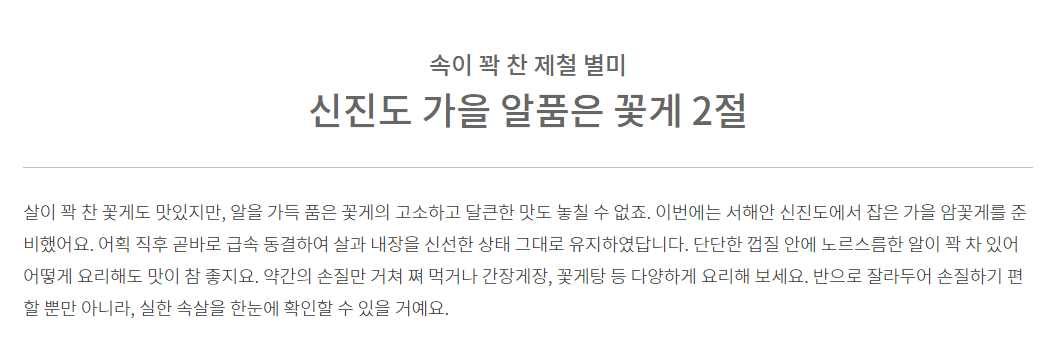 속이 꽉 찬 제철 별미
신진도 가을 알품은 꽃게 2절
살이 꽉 찬 꽃게도 맛있지만, 알을 가득 품은 꽃게의 고소하고 달큰한 맛도 놓칠 수 없죠. 이번에는 서해안 신진도에서 잡은 가을 암꽃게를 준
비했어요. 어획 직후 곧바로 급속 동결하여 살과 내장을 신선한 상태 그대로 유지하였답니다. 단단한 껍질 안에 노르스름한 알이 꽉 차 있어
어떻게 요리해도 맛이 참 좋지요. 약간의 손질만 거쳐 쪄 먹거나 간장게장, 꽃게탕 등 다양하게 요리해 보세요. 반으로 잘라두어 손질하기 편
할 뿐만 아니라, 실한 속살을 한눈에 확인할 수 있을 거예요.